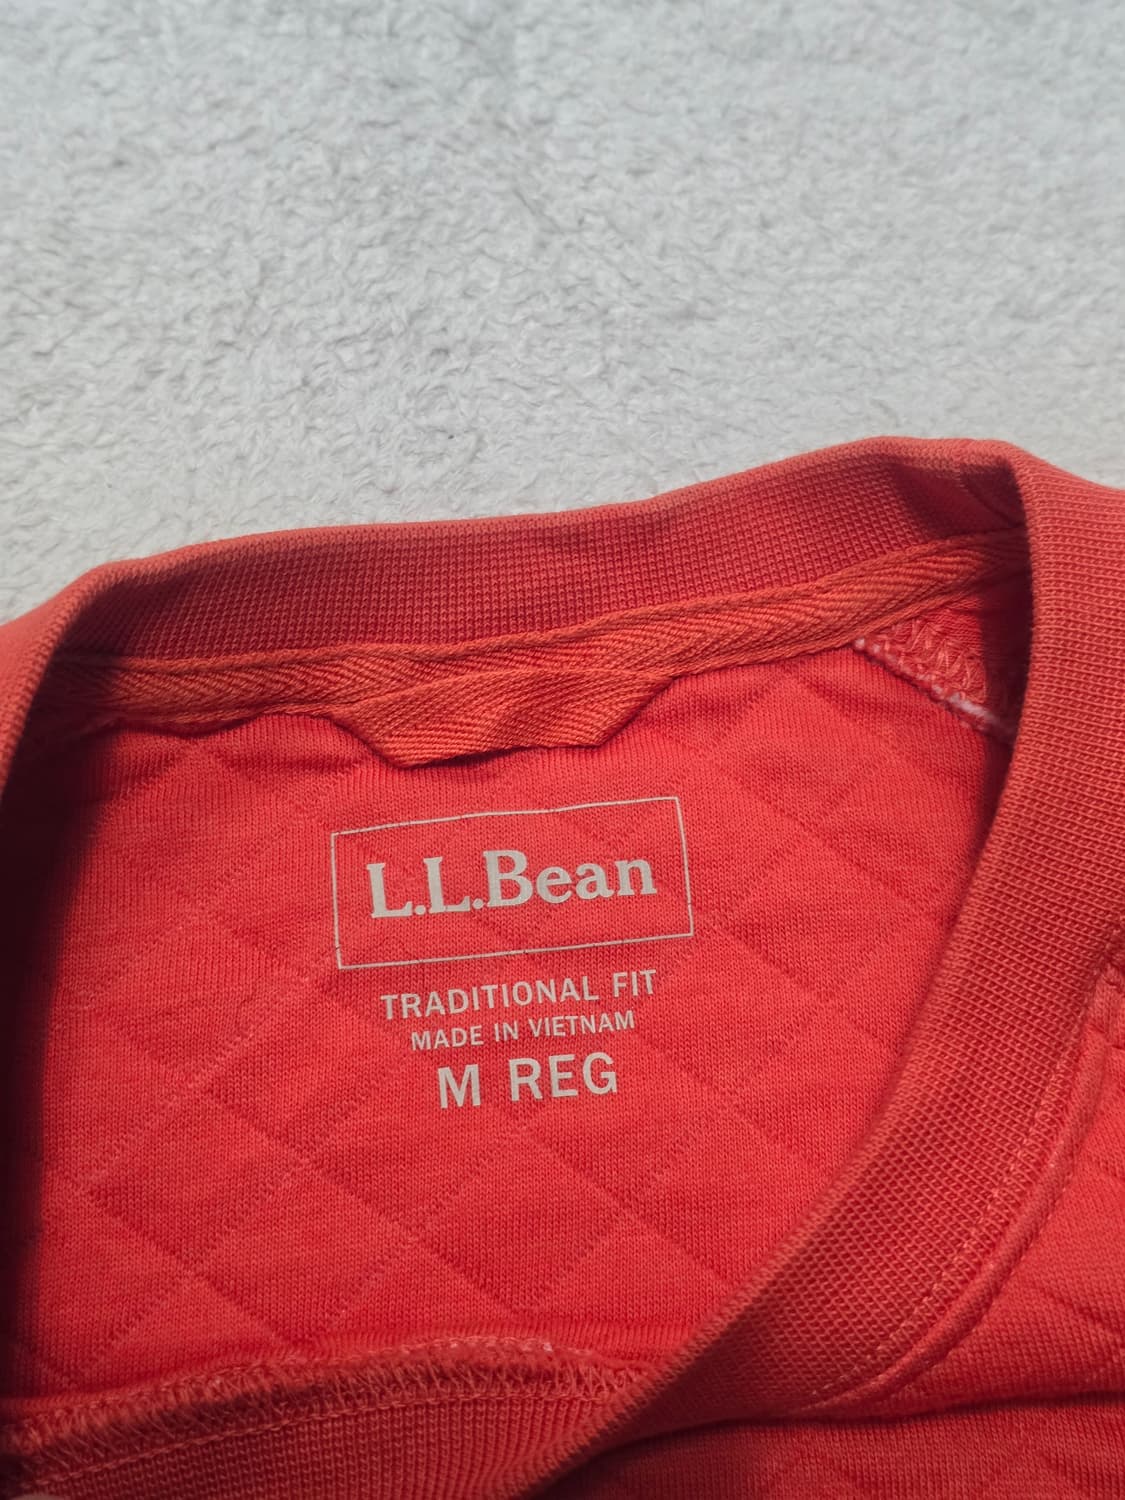 L.L.Bean
TRADITIONAL FIT
MADE IN VIETNAM
M REG